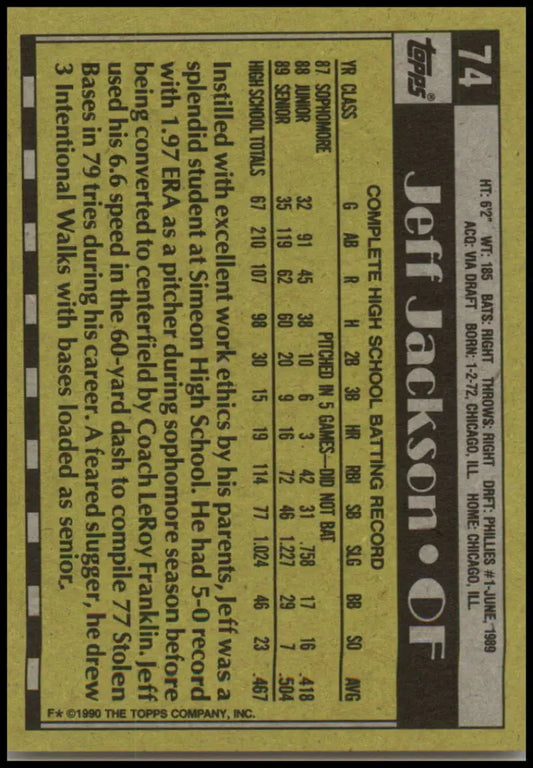 74
HT: 6'2" WT: 185 BATS: RIGHT THROWS: RIGHT DRFT: PHILLIES #1-JUNE, 1989
ACQ: VIA DRAFT BORN: 1-2-72, CHICAGO, ILL. HOME: CHICAGO, ILL.
TOPPS®
Jeff Jackson • OF
COMPLETE HIGH SCHOOL BATTING RECORD
YR CLASS G AB R H 2B 3B HR RBI SB SLG BB SO AVG
87 SOPHOMORE PITCHED IN 5 GAMES—DID NOT BAT
88 JUNIOR 32 91 45 38 10 6 3 42 31 .758 17 16 .418
89 SENIOR 35 119 62 60 20 9 16 72 46 1.227 29 7 .504
HIGH SCHOOL TOTALS 67 210 107 98 30 15 19 114 77 1.024 46 23 .467
Instilled with excellent work ethics by his parents, Jeff was a
splendid student at Simeon High School. He had 5-0 record
with 1.97 ERA as a pitcher during sophomore season before
being converted to centerfield by Coach LeRoy Franklin. Jeff
used his 6.6 speed in the 60-yard dash to compile 77 Stolen
Bases in 79 tries during his career. A feared slugger, he drew
3 Intentional Walks with bases loaded as senior.
F* ©1990 THE TOPPS COMPANY, INC.